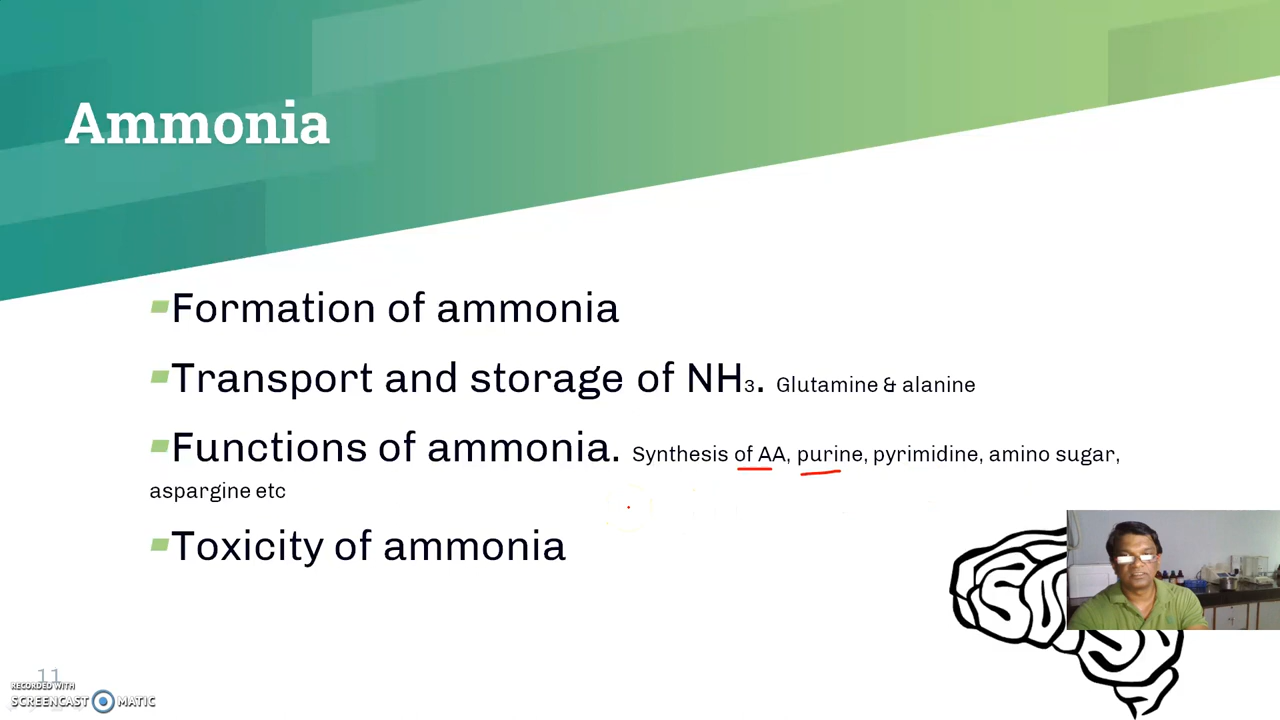 Ammonia
Formation of ammonia
Transport and storage of NH₃. Glutamine & alanine
Functions of ammonia. Synthesis of AA, purine, pyrimidine, amino sugar,
aspargine etc
Toxicity of ammonia
11
RECORDED WITH
SCREENCAST MATIC